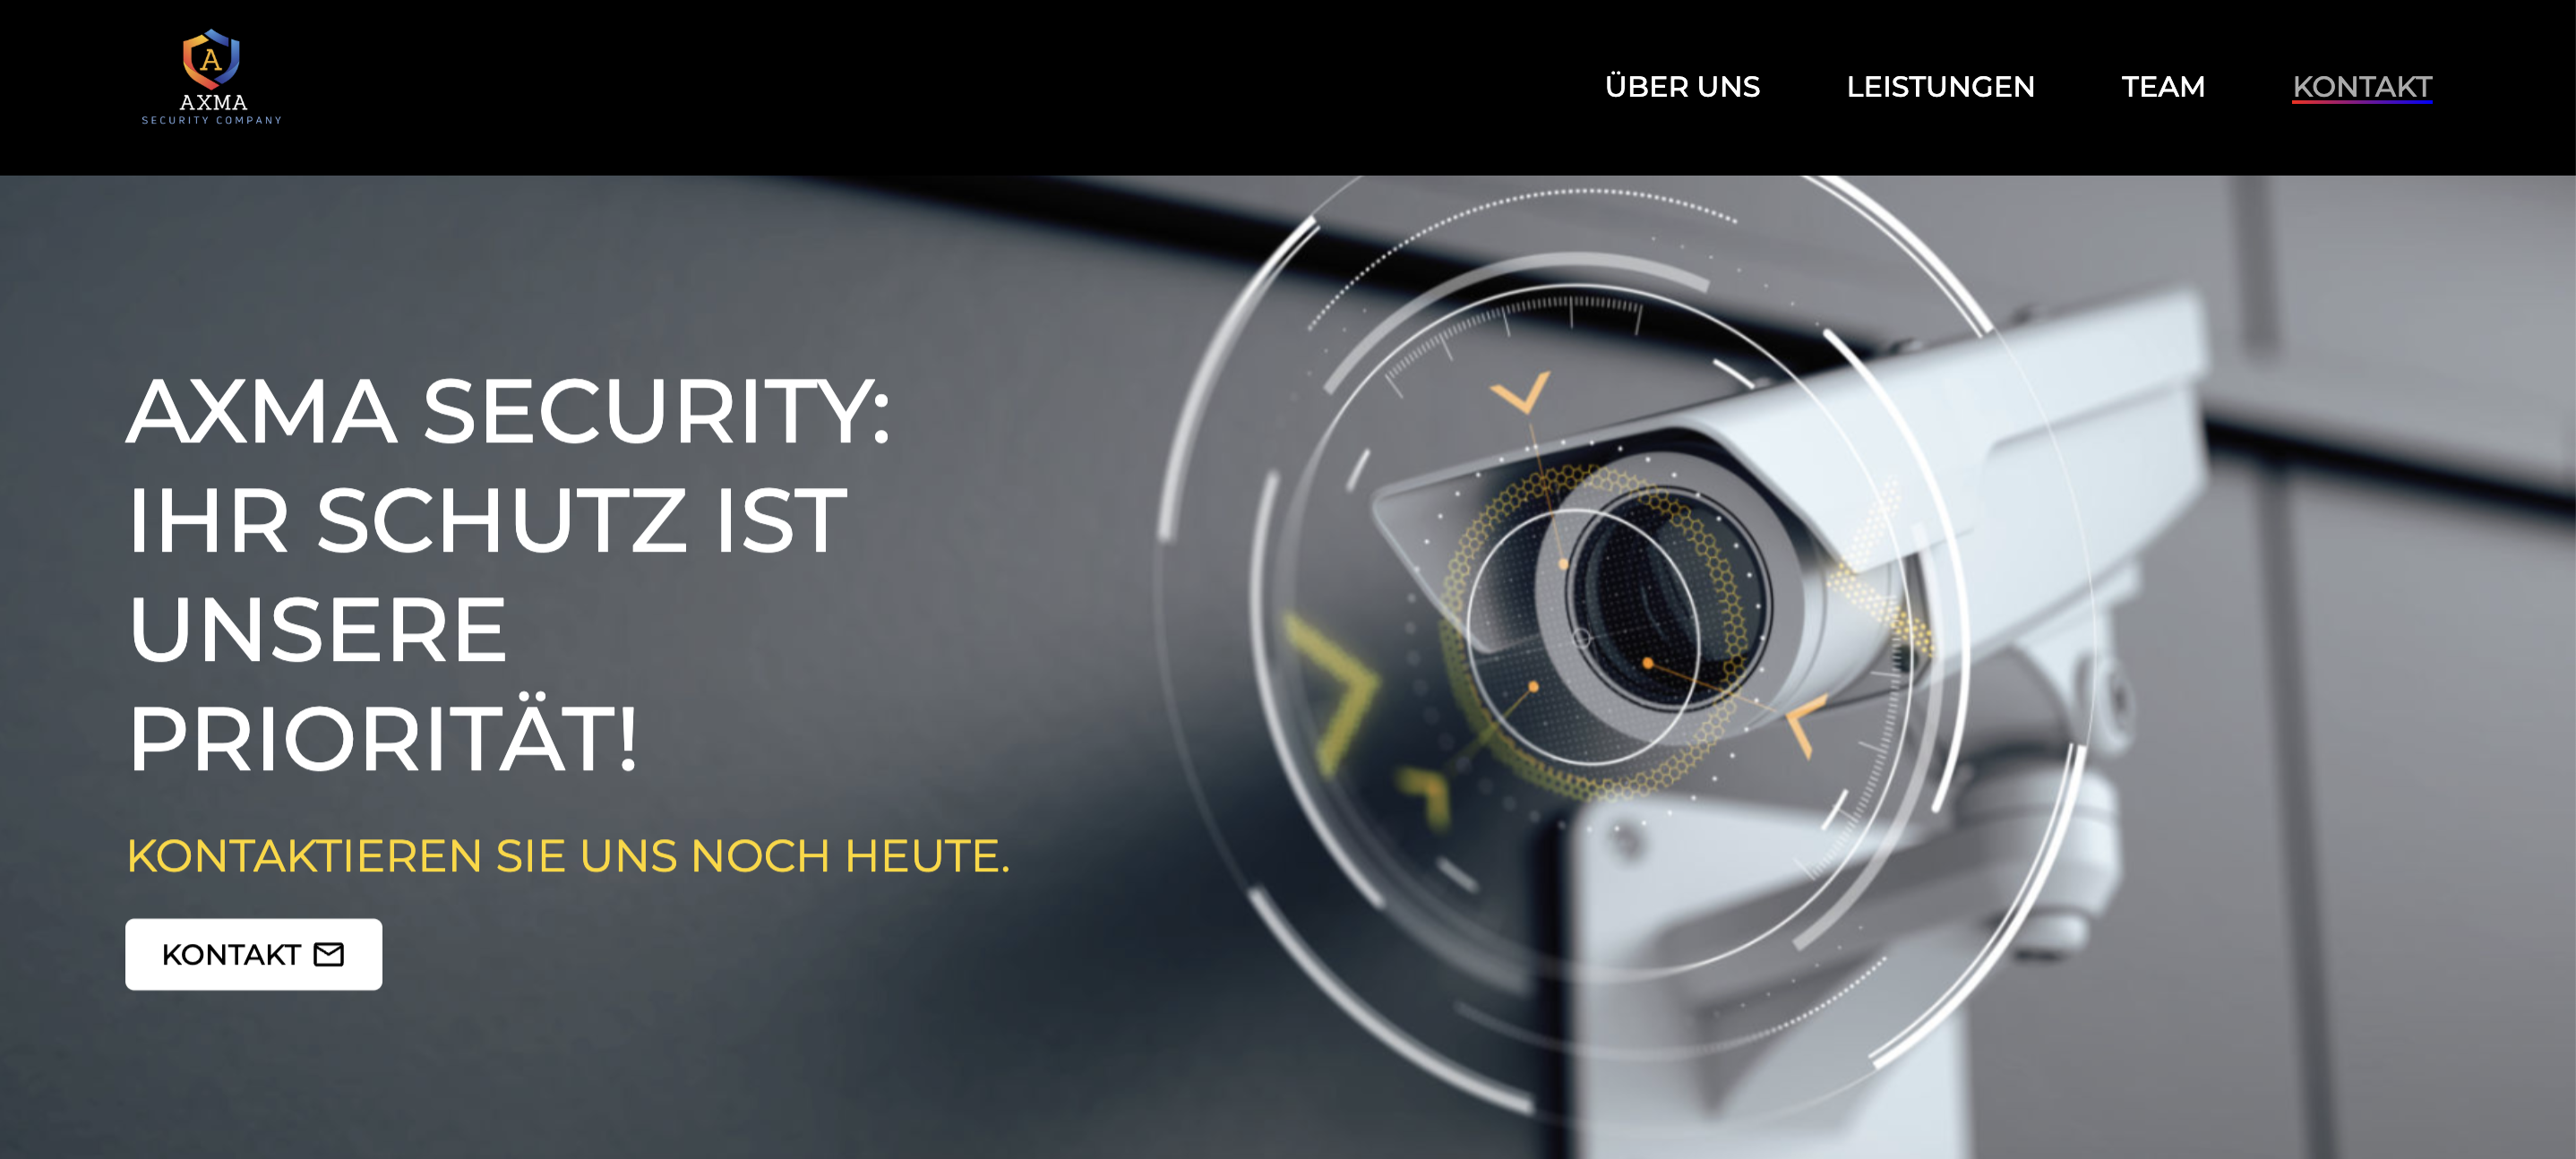 A
AXMA
SECURITY COMPANY
ÜBER UNS
LEISTUNGEN
TEAM
KONTAKT
AXMA SECURITY:
IHR SCHUTZ IST
UNSERE
PRIORITÄT!
KONTAKTIEREN SIE UNS NOCH HEUTE.
KONTAKT